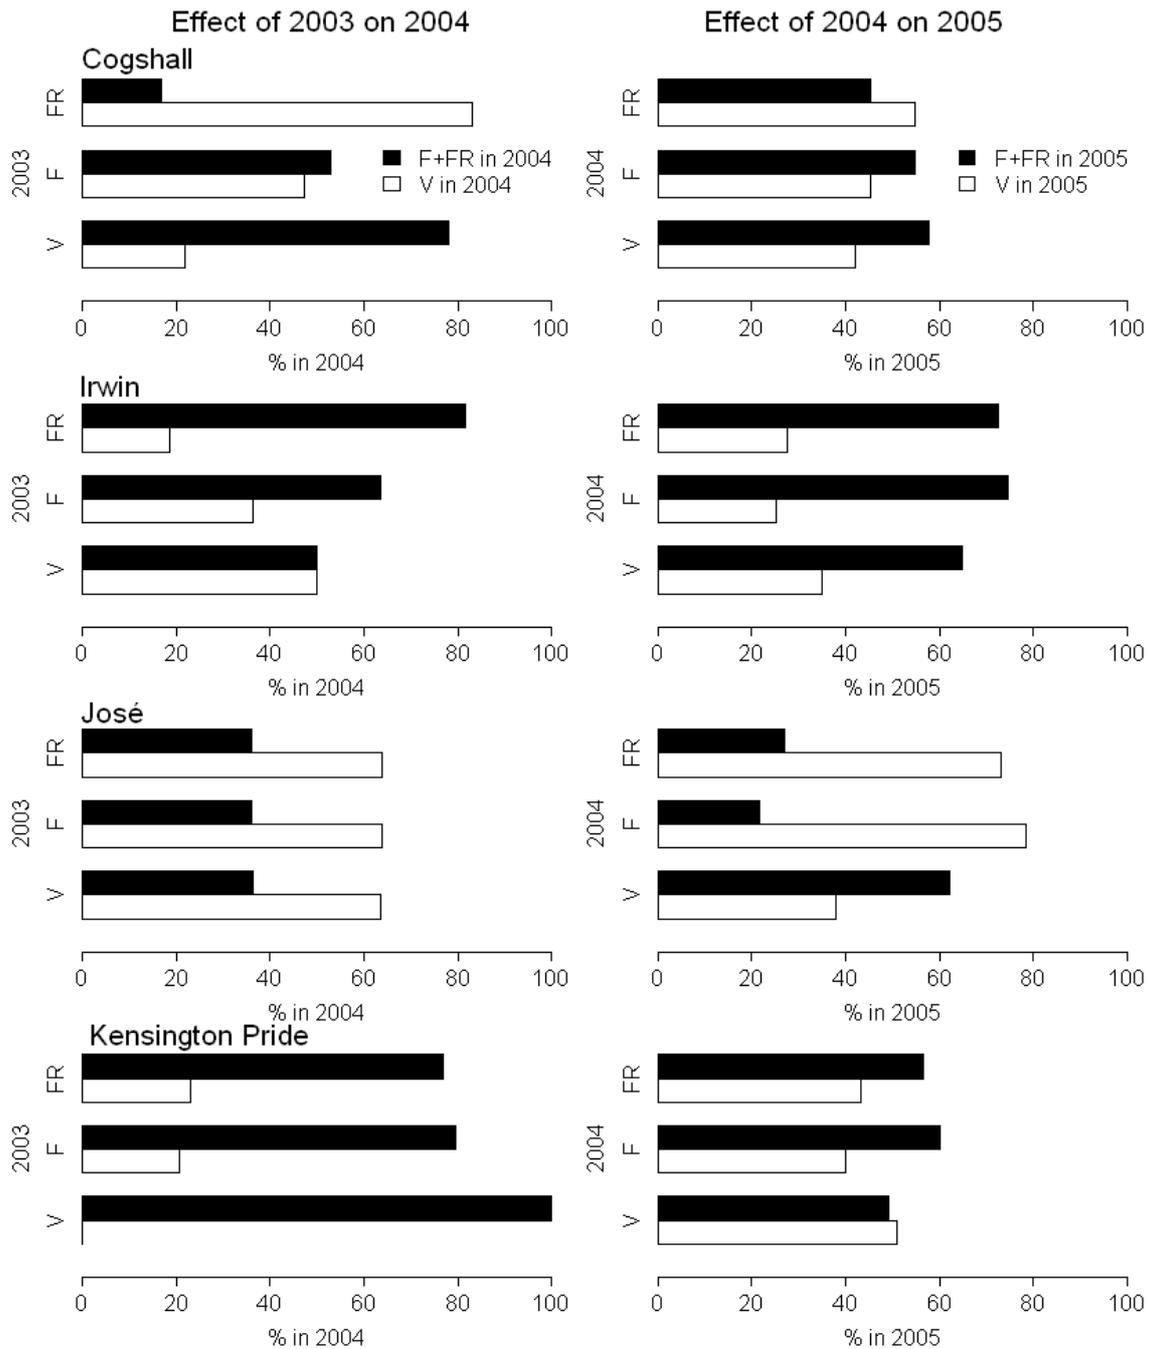 Effect of 2003 on 2004
Effect of 2004 on 2005
Cogshall
FR
F
V
2003
F+FR in 2004
V in 2004
0 20 40 60 80 100
% in 2004
FR
F
V
2004
F+FR in 2005
V in 2005
0 20 40 60 80 100
% in 2005
Irwin
FR
F
V
2003
0 20 40 60 80 100
% in 2004
FR
F
V
2004
0 20 40 60 80 100
% in 2005
José
FR
F
V
2003
0 20 40 60 80 100
% in 2004
FR
F
V
2004
0 20 40 60 80 100
% in 2005
Kensington Pride
FR
F
V
2003
0 20 40 60 80 100
% in 2004
FR
F
V
2004
0 20 40 60 80 100
% in 2005